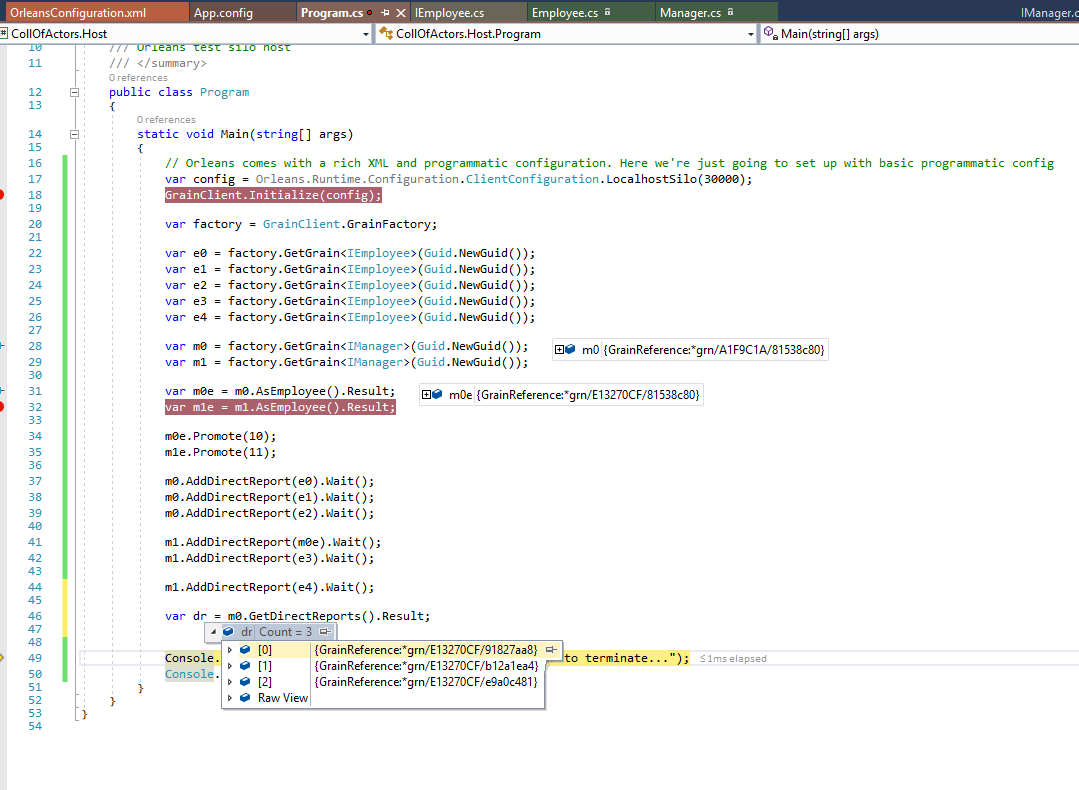 OrleansConfiguration.xml App.config Program.cs IEmployee.cs Employee.cs Manager.cs IManager.c
CollOfActors.Host CollOfActors.Host.Program Main(string[] args)
10 /// Orleans test silo host
11 /// </summary>
0 references
12 public class Program
13 {
0 references
14 static void Main(string[] args)
15 {
16 // Orleans comes with a rich XML and programmatic configuration. Here we're just going to set up with basic programmatic config
17 var config = Orleans.Runtime.Configuration.ClientConfiguration.LocalhostSilo(30000);
18 GrainClient.Initialize(config);
19
20 var factory = GrainClient.GrainFactory;
21
22 var e0 = factory.GetGrain<IEmployee>(Guid.NewGuid());
23 var e1 = factory.GetGrain<IEmployee>(Guid.NewGuid());
24 var e2 = factory.GetGrain<IEmployee>(Guid.NewGuid());
25 var e3 = factory.GetGrain<IEmployee>(Guid.NewGuid());
26 var e4 = factory.GetGrain<IEmployee>(Guid.NewGuid());
27
28 var m0 = factory.GetGrain<IManager>(Guid.NewGuid()); m0 {GrainReference:*grn/A1F9C1A/81538c80}
29 var m1 = factory.GetGrain<IManager>(Guid.NewGuid());
30
31 var m0e = m0.AsEmployee().Result; m0e {GrainReference:*grn/E13270CF/81538c80}
32 var m1e = m1.AsEmployee().Result;
33
34 m0e.Promote(10);
35 m1e.Promote(11);
36
37 m0.AddDirectReport(e0).Wait();
38 m0.AddDirectReport(e1).Wait();
39 m0.AddDirectReport(e2).Wait();
40
41 m1.AddDirectReport(m0e).Wait();
42 m1.AddDirectReport(e3).Wait();
43
44 m1.AddDirectReport(e4).Wait();
45
46 var dr = m0.GetDirectReports().Result;
47 dr Count = 3
48
[0] {GrainReference:*grn/E13270CF/91827aa8}
49 Console. to terminate..."); ≤1ms elapsed
[1] {GrainReference:*grn/E13270CF/b12a1ea4}
50 Console.
[2] {GrainReference:*grn/E13270CF/e9a0c481}
51 }
Raw View
52 }
53 }
54